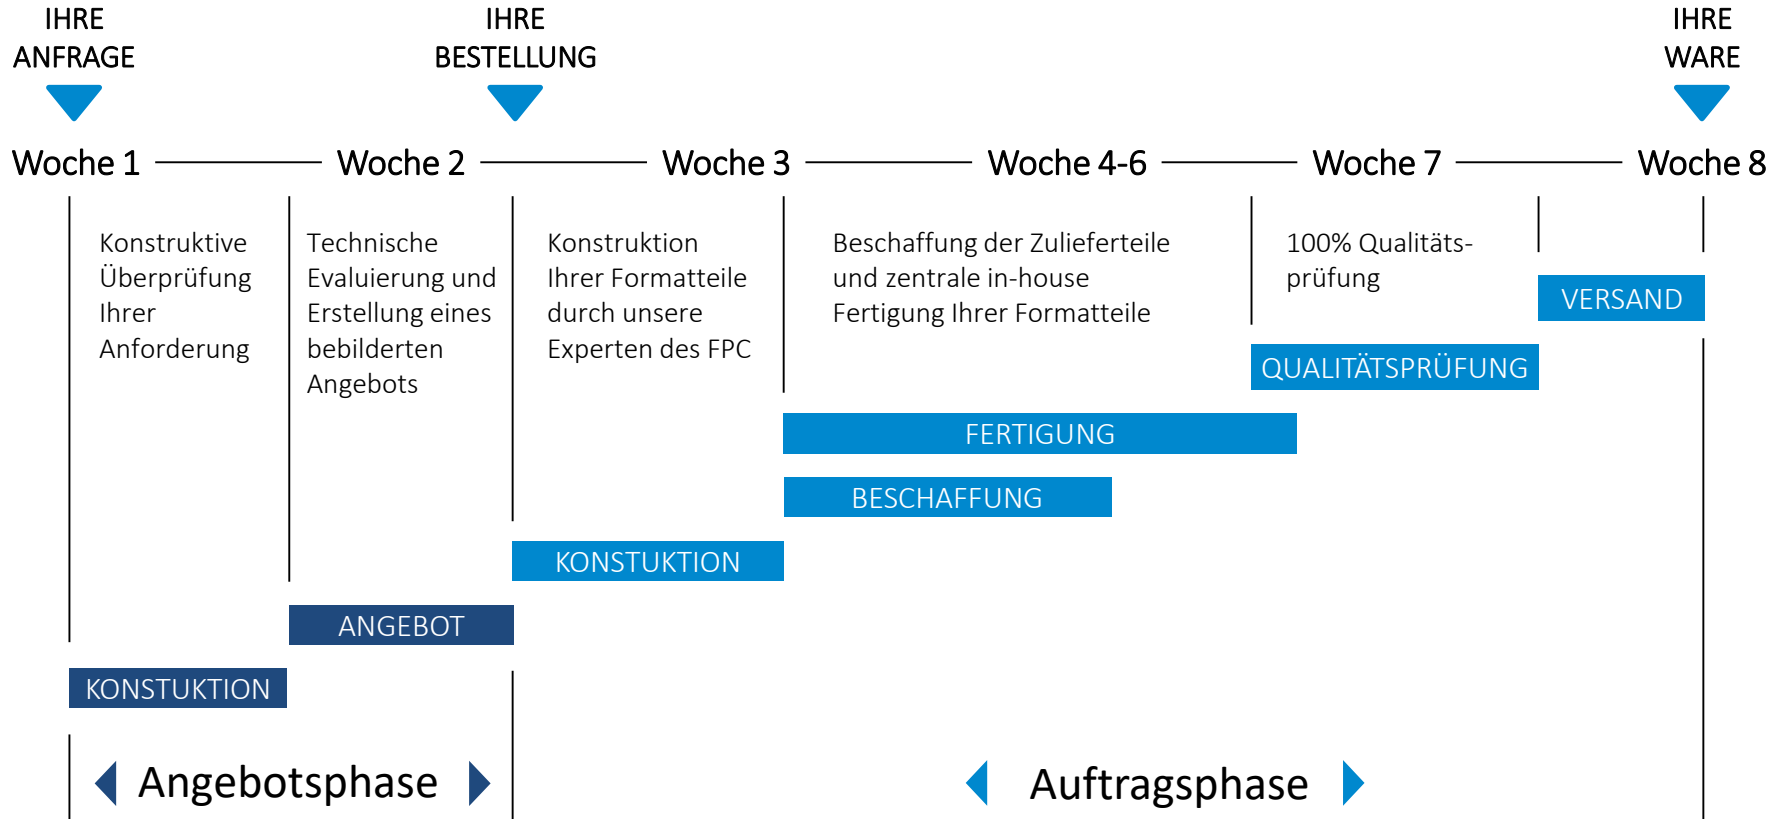 IHRE
ANFRAGE
IHRE
BESTELLUNG
IHRE
WARE
Woche 1
Woche 2
Woche 3
Woche 4-6
Woche 7
Woche 8
Konstruktive
Überprüfung
Ihrer
Anforderung
Technische
Evaluierung und
Erstellung eines
bebilderten
Angebots
Konstruktion
Ihrer Formatteile
durch unsere
Experten des FPC
Beschaffung der Zulieferteile
und zentrale in-house
Fertigung Ihrer Formatteile
100% Qualitäts-
prüfung
VERSAND
QUALITÄTSPRÜFUNG
FERTIGUNG
BESCHAFFUNG
KONSTUKTION
ANGEBOT
KONSTUKTION
Angebotsphase
Auftragsphase